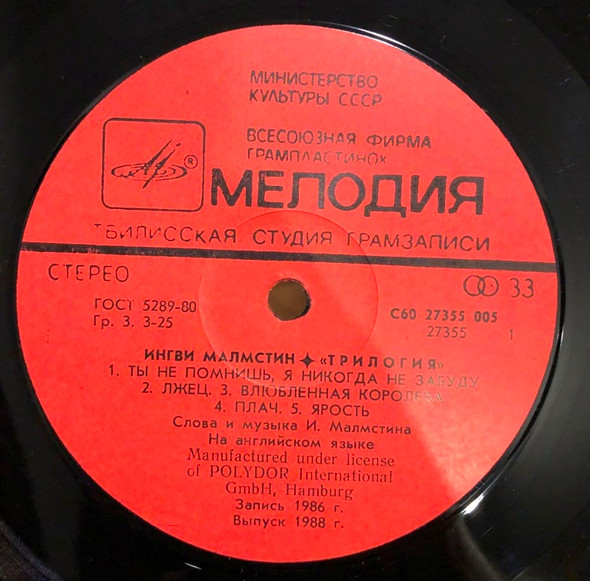 МИНИСТЕРСТВО
КУЛЬТУРЫ СССР
ВСЕСОЮЗНАЯ ФИРМА
ГРАМПЛАСТИНОК
®
МЕЛОДИЯ
ТБИЛИССКАЯ СТУДИЯ ГРАМЗАПИСИ
СТЕРЕО
33
ГОСТ 5289-80
Гр. 3. 3-25
С60 27355 005
27355 1
ИНГВИ МАЛМСТИН ✦ «ТРИЛОГИЯ»
1. ТЫ НЕ ПОМНИШЬ, Я НИКОГДА НЕ ЗАБУДУ
2. ЛЖЕЦ. 3. ВЛЮБЛЕННАЯ КОРОЛЕВА
4. ПЛАЧ. 5. ЯРОСТЬ
Слова и музыка И. Малмстина
На английском языке
Manufactured under license
of POLYDOR International
GmbH, Hamburg
Запись 1986 г.
Выпуск 1988 г.